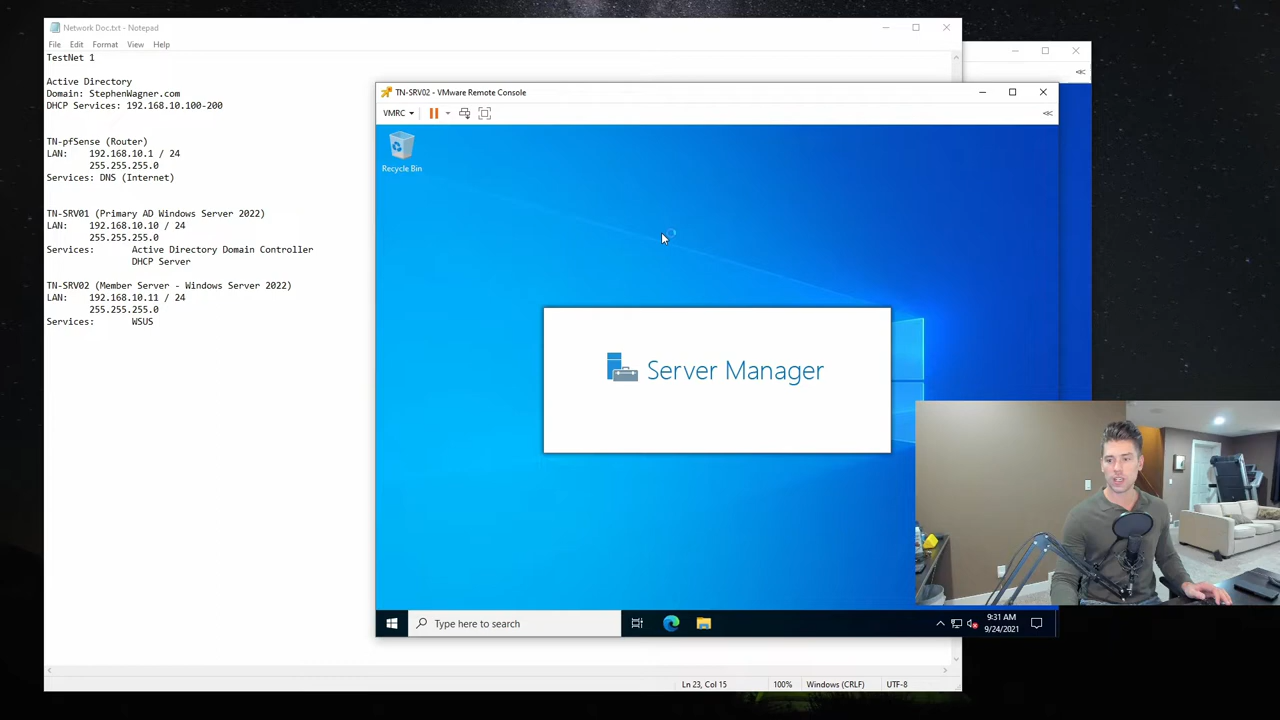 Network Doc.txt - Notepad
File Edit Format View Help
TestNet 1
Active Directory
Domain: StephenWagner.com
DHCP Services: 192.168.10.100-200
TN-pfSense (Router)
LAN: 192.168.10.1 / 24
255.255.255.0
Services: DNS (Internet)
TN-SRV01 (Primary AD Windows Server 2022)
LAN: 192.168.10.10 / 24
255.255.255.0
Services: Active Directory Domain Controller
DHCP Server
TN-SRV02 (Member Server - Windows Server 2022)
LAN: 192.168.10.11 / 24
255.255.255.0
Services: WSUS
TN-SRV02 - VMware Remote Console
VMRC
Recycle Bin
Server Manager
Type here to search
9:31 AM
9/24/2021
Ln 23, Col 15 100% Windows (CRLF) UTF-8